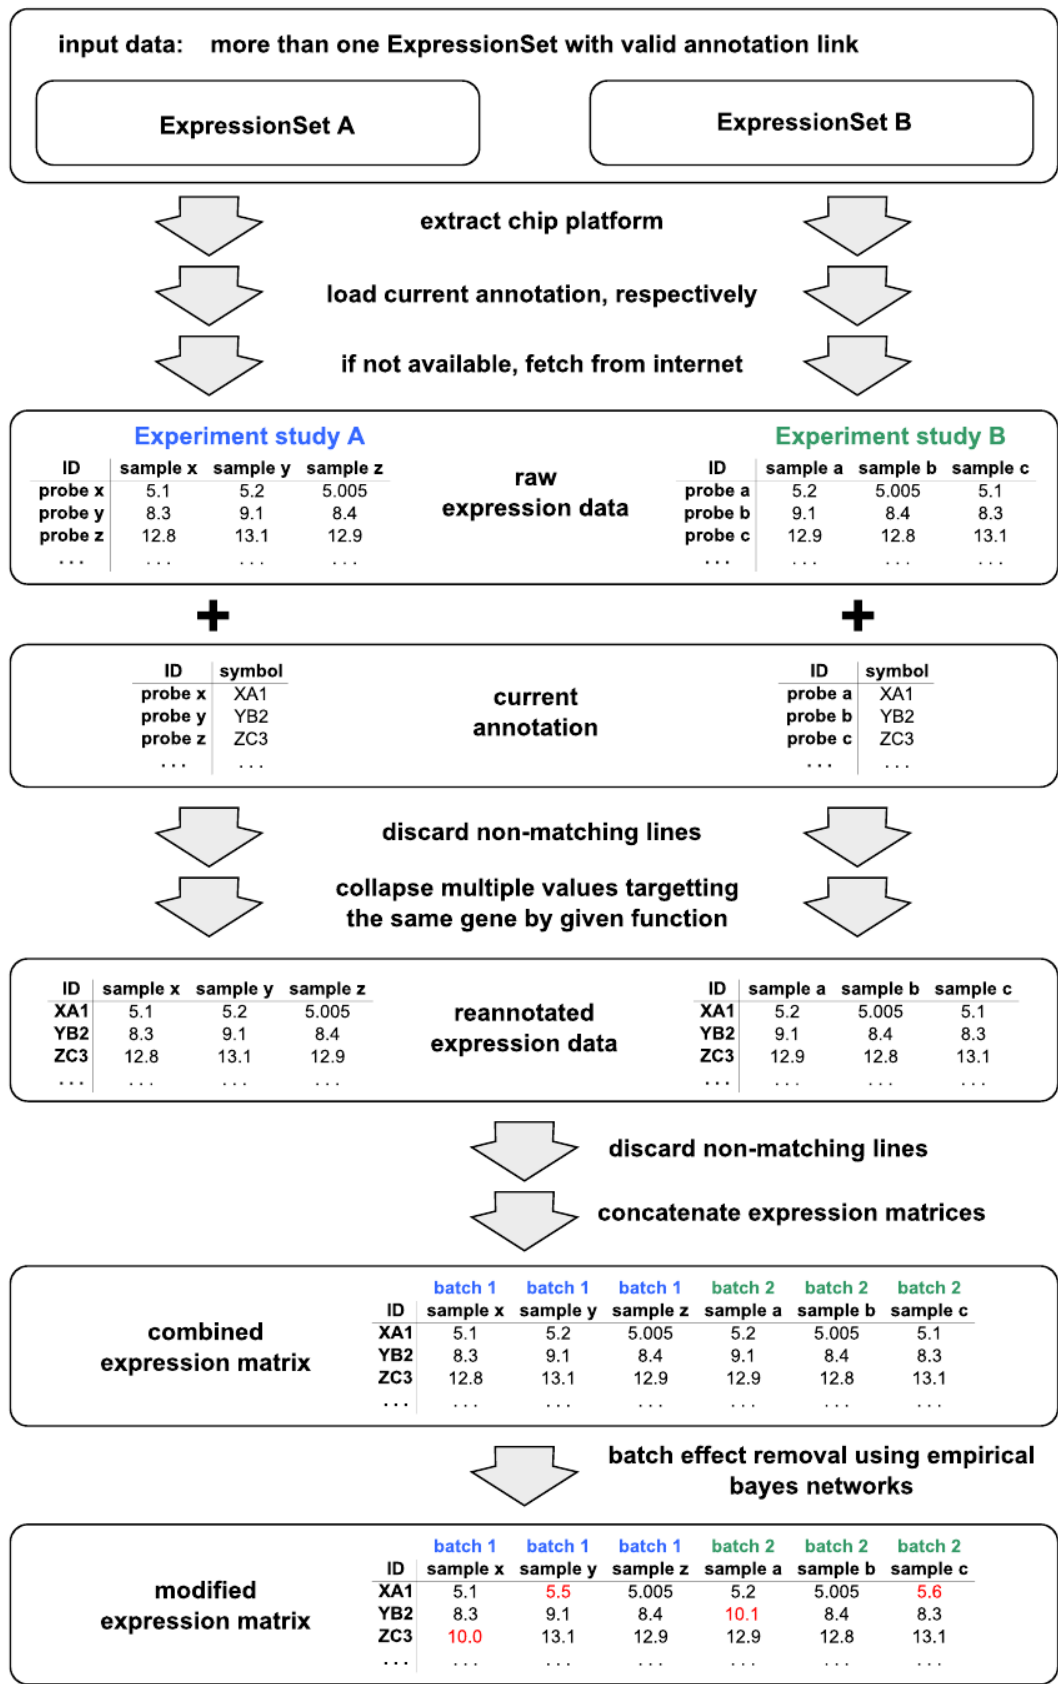 input data: more than one ExpressionSet with valid annotation link
ExpressionSet A
ExpressionSet B
extract chip platform
load current annotation, respectively
if not available, fetch from internet
Experiment study A
ID sample x sample y sample z
probe x 5.1 5.2 5.005
probe y 8.3 9.1 8.4
probe z 12.8 13.1 12.9
... ... ... ...
raw
expression data
Experiment study B
ID sample a sample b sample c
probe a 5.2 5.005 5.1
probe b 9.1 8.4 8.3
probe c 12.9 12.8 13.1
... ... ... ...
+ +
ID symbol
probe x XA1
probe y YB2
probe z ZC3
... ...
current
annotation
ID symbol
probe a XA1
probe b YB2
probe c ZC3
... ...
discard non-matching lines
collapse multiple values targetting
the same gene by given function
ID sample x sample y sample z
XA1 5.1 5.2 5.005
YB2 8.3 9.1 8.4
ZC3 12.8 13.1 12.9
... ... ... ...
reannotated
expression data
ID sample a sample b sample c
XA1 5.2 5.005 5.1
YB2 9.1 8.4 8.3
ZC3 12.9 12.8 13.1
... ... ... ...
discard non-matching lines
concatenate expression matrices
combined
expression matrix
batch 1 batch 1 batch 1 batch 2 batch 2 batch 2
ID sample x sample y sample z sample a sample b sample c
XA1 5.1 5.2 5.005 5.2 5.005 5.1
YB2 8.3 9.1 8.4 9.1 8.4 8.3
ZC3 12.8 13.1 12.9 12.9 12.8 13.1
... ... ... ... ... ... ...
batch effect removal using empirical
bayes networks
modified
expression matrix
batch 1 batch 1 batch 1 batch 2 batch 2 batch 2
ID sample x sample y sample z sample a sample b sample c
XA1 5.1 5.5 5.005 5.2 5.005 5.6
YB2 8.3 9.1 8.4 10.1 8.4 8.3
ZC3 10.0 13.1 12.9 12.9 12.8 13.1
... ... ... ... ... ... ...